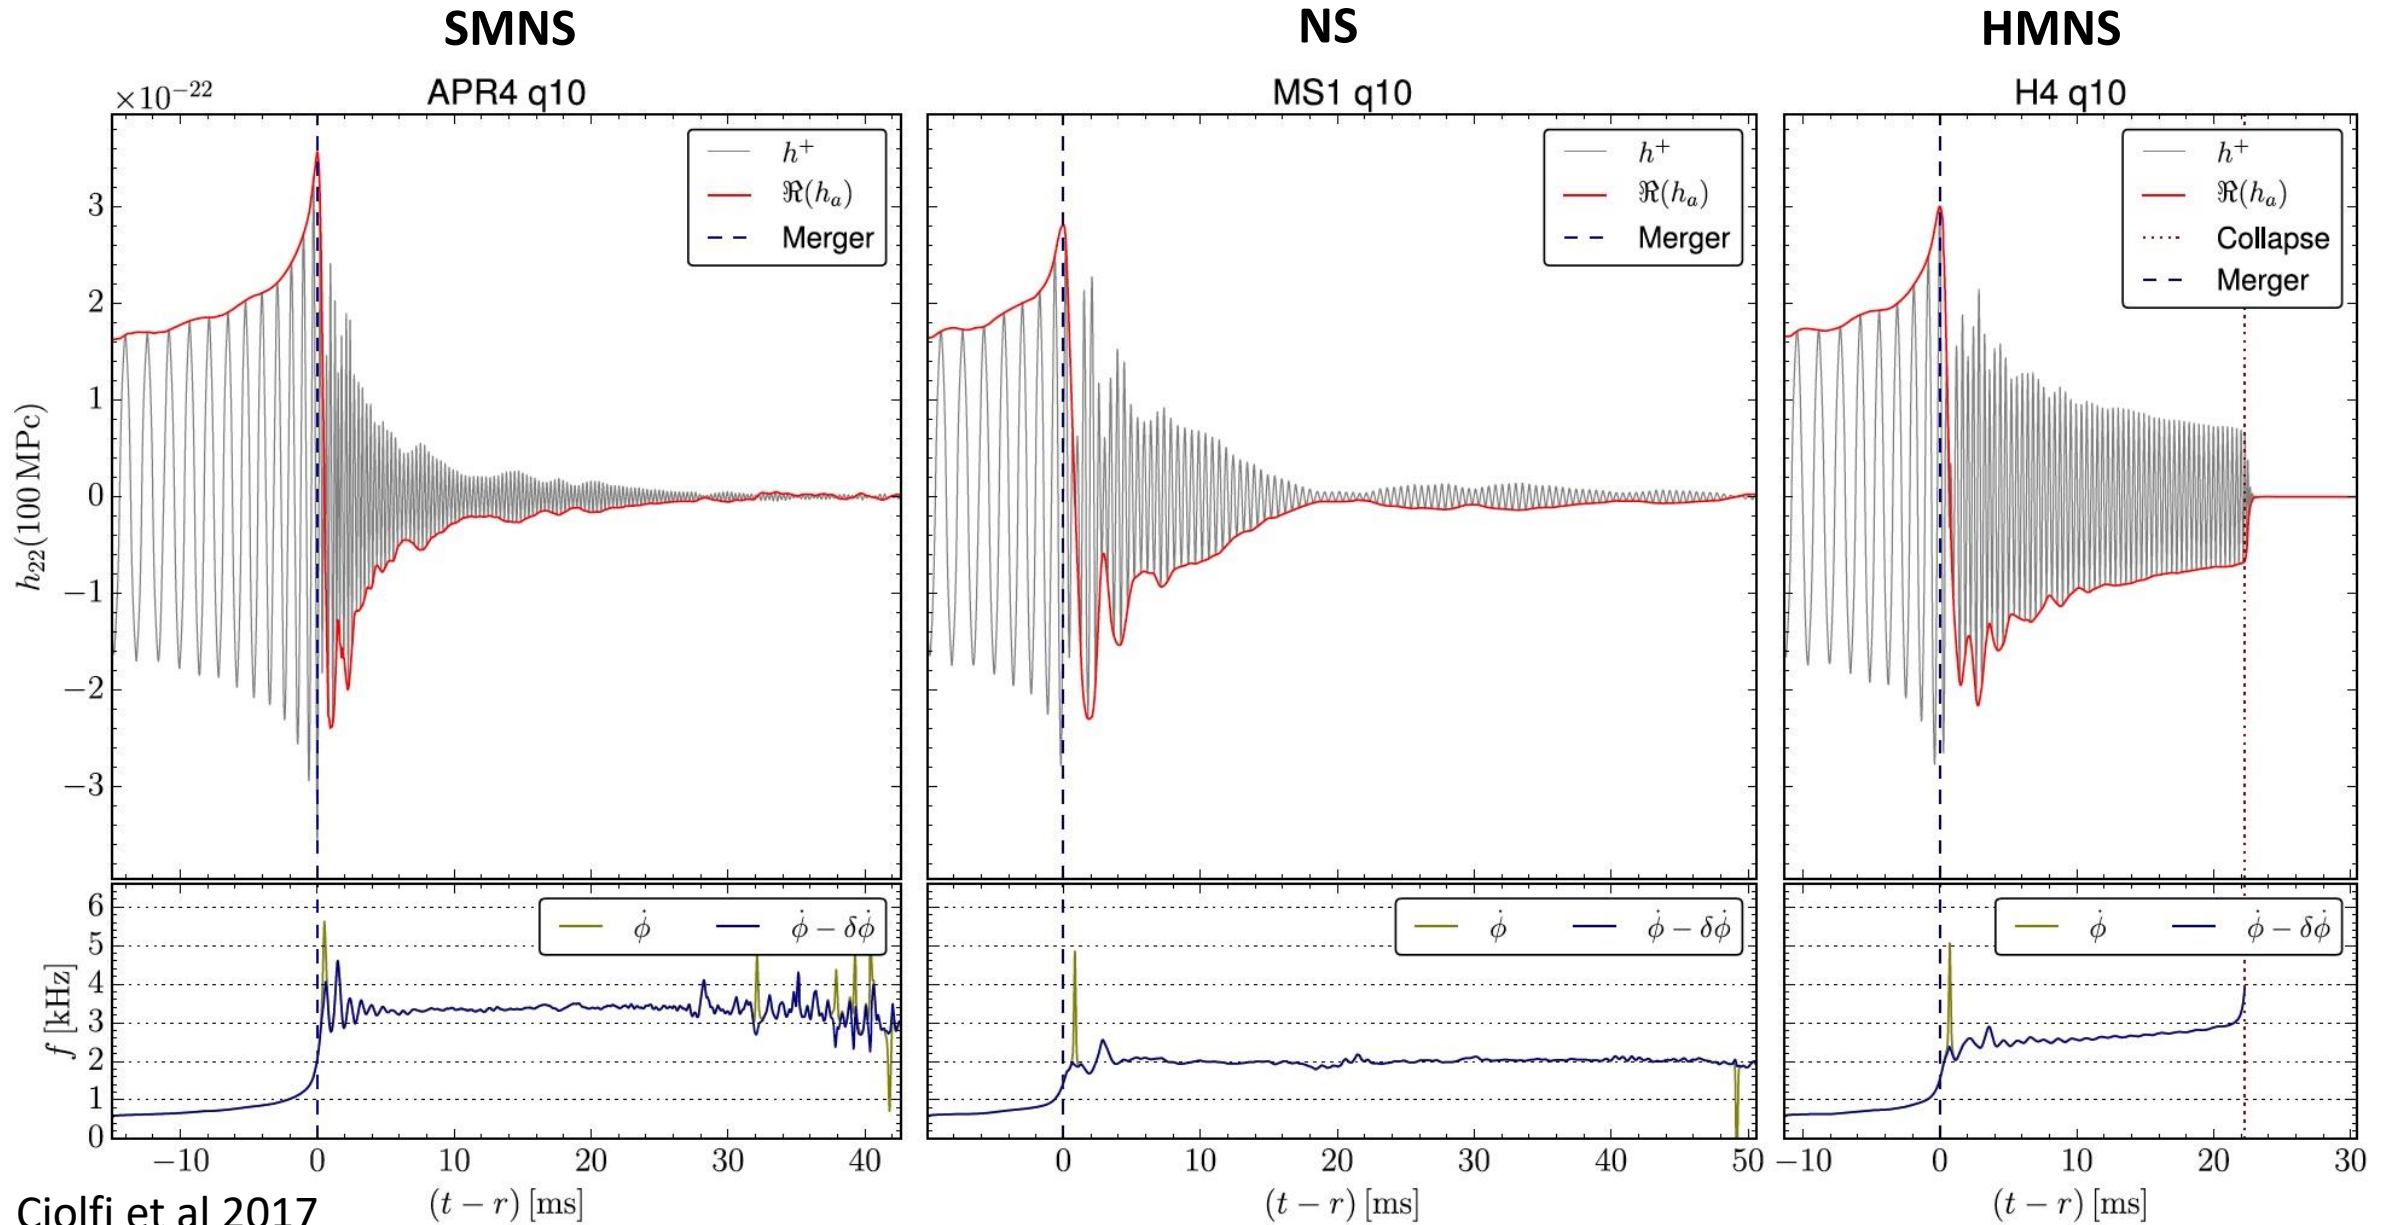 SMNS
NS
HMNS
×10⁻²²
APR4 q10
MS1 q10
H4 q10
h⁺
ℜ(hₐ)
Merger
h⁺
ℜ(hₐ)
Merger
h⁺
ℜ(hₐ)
Collapse
Merger
3
2
1
0
−1
−2
−3
h₂₂(100 MPc)
ϕ̇
ϕ̇ − δϕ̇
ϕ̇
ϕ̇ − δϕ̇
ϕ̇
ϕ̇ − δϕ̇
6
5
4
3
2
1
0
f [kHz]
−10 0 10 20 30 40
0 10 20 30 40 50
−10 0 10 20 30
(t − r) [ms]
(t − r) [ms]
(t − r) [ms]
Ciolfi et al 2017